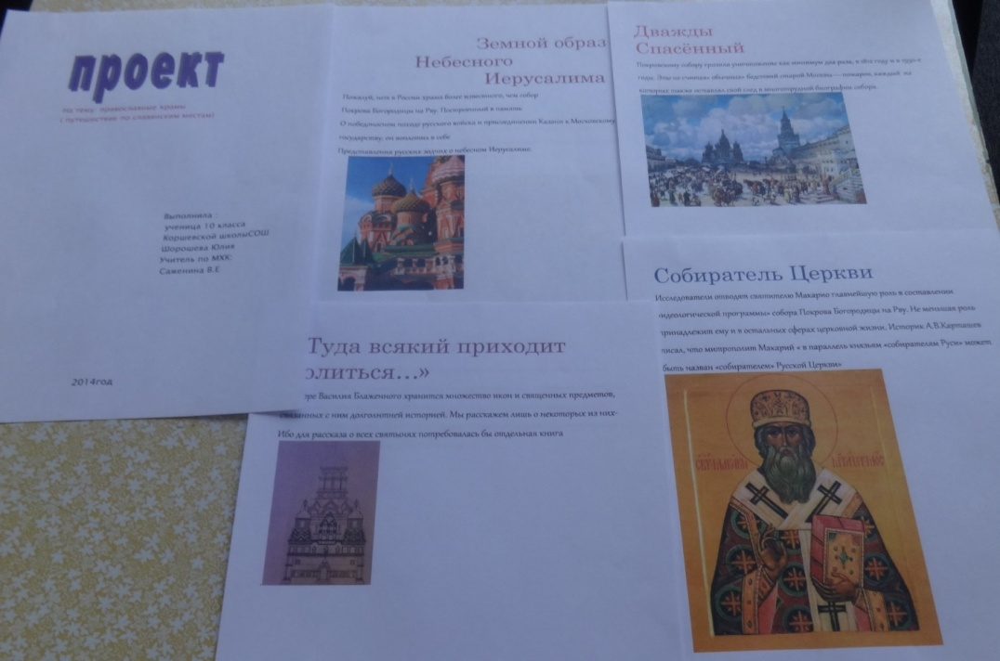 проект
На тему: православные храмы
( путешествие по славянским местам)
Выполнила :
ученица 10 класса
Коршевской школыСОШ
Шорошева Юлия
Учитель по МХК:
Саженина В.Е
2014год
Земной образ
Небесного
Иерусалима
Пожалуй, нет в России храма более известного, чем собор
Покрова Богородицы на Рву. Построенный в память
О победоносном походе русского войска и присоединении Казани к Московскому
государству, он воплотил в себе
Представления русских зодчих о небесном Иерусалиме.
Дважды
Спасённый
Покровскому собору грозило уничтожение как минимум два раза, в 1812 году и в 1930-е
года. Это не считая обычных бедствий старой Москвы—пожаров, каждый из
которых также оставлял свой след в многотрудной биографии собора.
Туда всякий приходит
олиться…»
оре Василия Блаженного хранится множество икон и священных предметов,
связанных с ним долголетней историей. Мы расскажем лишь о некоторых из них-
Ибо для рассказа о всех святынях потребовалась бы отдельная книга
Собиратель Церкви
Исследователи отводят святителю Макарию главнейшую роль в составлении
идеологической программы» собора Покрова Богородицы на Рву. Не меньшая роль
принадлежит ему и в остальных сферах церковной жизни. Историк А.В.Карташев
писал, что митрополит Макарий « в параллель князьям «собирателям Руси» может
быть назван «собирателем» Русской Церкви»